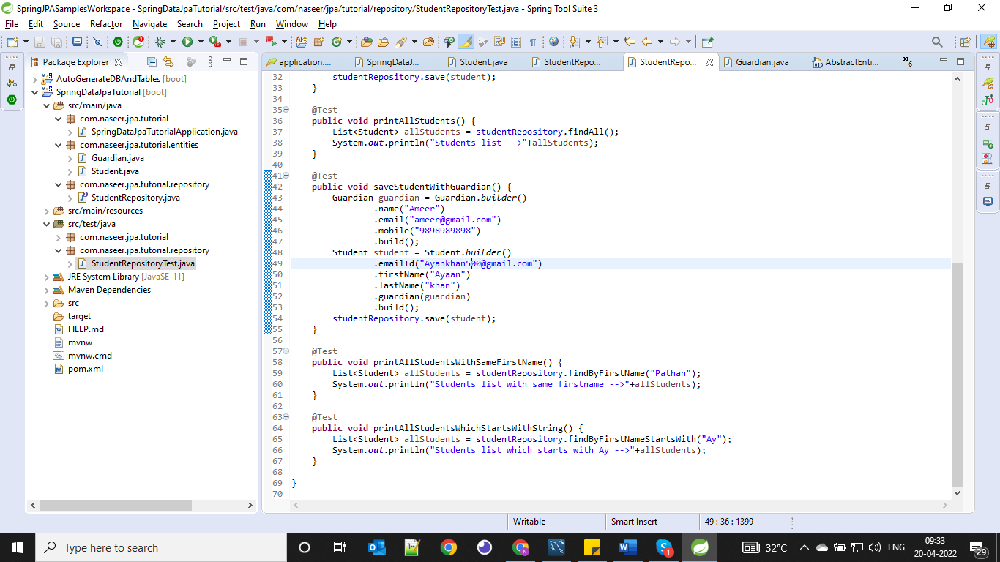 SpringJPASamplesWorkspace - SpringDataJpaTutorial/src/test/java/com/naseer/jpa/tutorial/repository/StudentRepositoryTest.java - Spring Tool Suite 3
File Edit Source Refactor Navigate Search Project Run Window Help
Package Explorer
AutoGenerateDBAndTables [boot]
SpringDataJpaTutorial [boot]
src/main/java
com.naseer.jpa.tutorial
SpringDataJpaTutorialApplication.java
com.naseer.jpa.tutorial.entities
Guardian.java
Student.java
com.naseer.jpa.tutorial.repository
StudentRepository.java
src/main/resources
src/test/java
com.naseer.jpa.tutorial
com.naseer.jpa.tutorial.repository
StudentRepositoryTest.java
JRE System Library [JavaSE-11]
Maven Dependencies
src
target
HELP.md
mvnw
mvnw.cmd
pom.xml
application.... SpringDataJ... Student.java StudentRepo... StudentRepo... Guardian.java AbstractEnti... »6
32 studentRepository.save(student);
33 }
34
35 @Test
36 public void printAllStudents() {
37 List<Student> allStudents = studentRepository.findAll();
38 System.out.println("Students list -->"+allStudents);
39 }
40
41 @Test
42 public void saveStudentWithGuardian() {
43 Guardian guardian = Guardian.builder()
44 .name("Ameer")
45 .email("ameer@gmail.com")
46 .mobile("9898989898")
47 .build();
48 Student student = Student.builder()
49 .emailId("Ayankhan500@gmail.com")
50 .firstName("Ayaan")
51 .lastName("khan")
52 .guardian(guardian)
53 .build();
54 studentRepository.save(student);
55 }
56
57 @Test
58 public void printAllStudentsWithSameFirstName() {
59 List<Student> allStudents = studentRepository.findByFirstName("Pathan");
60 System.out.println("Students list with same firstname -->"+allStudents);
61 }
62
63 @Test
64 public void printAllStudentsWhichStartsWithString() {
65 List<Student> allStudents = studentRepository.findByFirstNameStartsWith("Ay");
66 System.out.println("Students list which starts with Ay -->"+allStudents);
67 }
68
69 }
70
Writable Smart Insert 49 : 36 : 1399
Type here to search
32°C ENG 09:33
20-04-2022
29